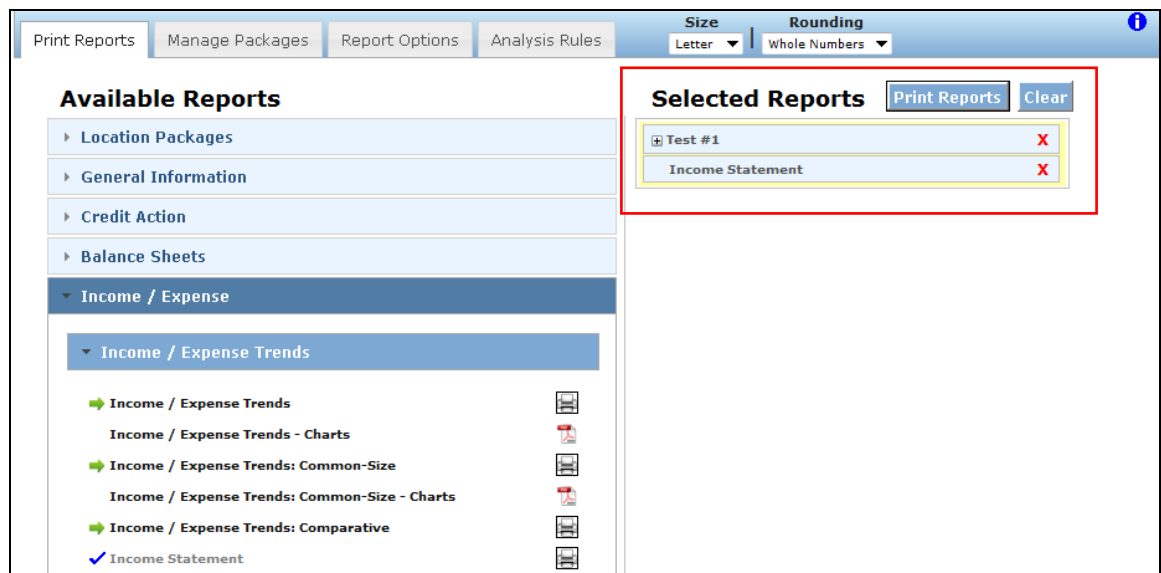 Print Reports Manage Packages Report Options Analysis Rules
Size Rounding
Letter Whole Numbers
Available Reports
Location Packages
General Information
Credit Action
Balance Sheets
Income / Expense
Income / Expense Trends
Income / Expense Trends
Income / Expense Trends - Charts
Income / Expense Trends: Common-Size
Income / Expense Trends: Common-Size - Charts
Income / Expense Trends: Comparative
Income Statement
Selected Reports Print Reports Clear
Test #1 X
Income Statement X